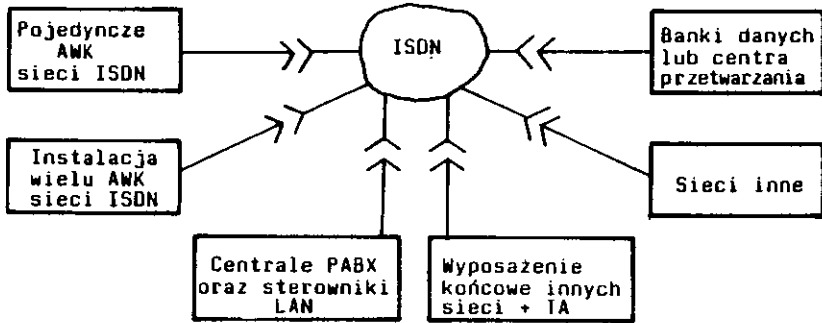 Pojedyncze
AWK
sieci ISDN
ISDN
Banki danych
lub centra
przetwarzania
Instalacja
wielu AWK
sieci ISDN
Sieci inne
Centrale PABX
oraz sterowniki
LAN
Wyposażenie
końcowe innych
sieci + TA